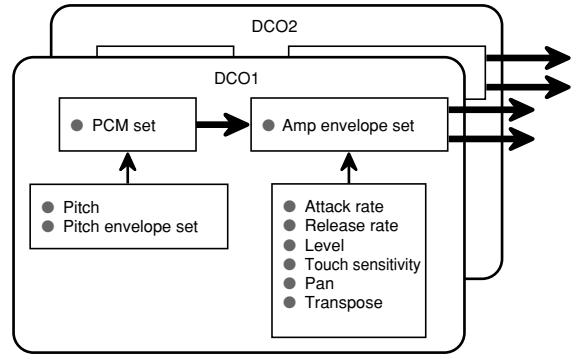 DCO2
DCO1
PCM set
Amp envelope set
Pitch
Pitch envelope set
Attack rate
Release rate
Level
Touch sensitivity
Pan
Transpose